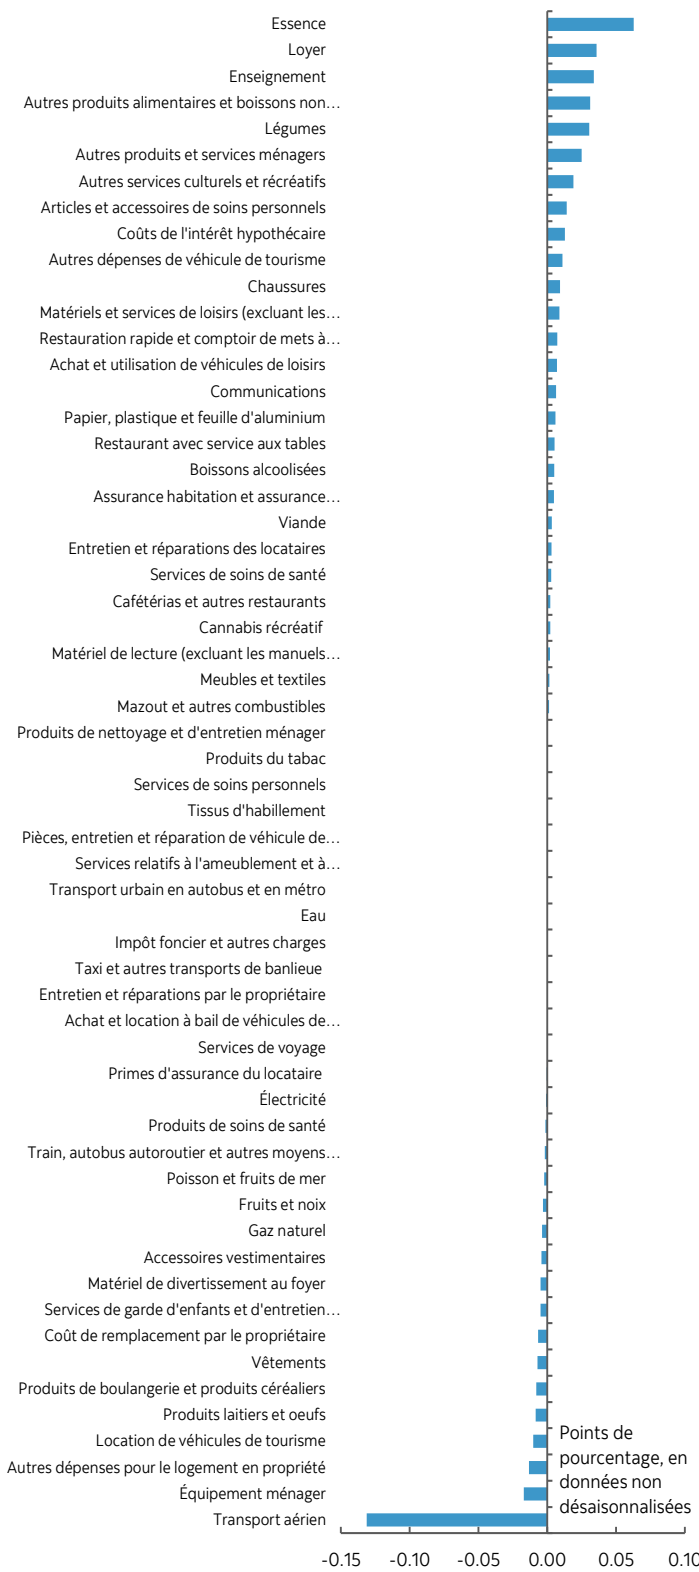 Essence
Loyer
Enseignement
Autres produits alimentaires et boissons non…
Légumes
Autres produits et services ménagers
Autres services culturels et récréatifs
Articles et accessoires de soins personnels
Coûts de l'intérêt hypothécaire
Autres dépenses de véhicule de tourisme
Chaussures
Matériels et services de loisirs (excluant les…
Restauration rapide et comptoir de mets à…
Achat et utilisation de véhicules de loisirs
Communications
Papier, plastique et feuille d'aluminium
Restaurant avec service aux tables
Boissons alcoolisées
Assurance habitation et assurance…
Viande
Entretien et réparations des locataires
Services de soins de santé
Cafétérias et autres restaurants
Cannabis récréatif
Matériel de lecture (excluant les manuels…
Meubles et textiles
Mazout et autres combustibles
Produits de nettoyage et d'entretien ménager
Produits du tabac
Services de soins personnels
Tissus d'habillement
Pièces, entretien et réparation de véhicule de…
Services relatifs à l'ameublement et à…
Transport urbain en autobus et en métro
Eau
Impôt foncier et autres charges
Taxi et autres transports de banlieue
Entretien et réparations par le propriétaire
Achat et location à bail de véhicules de…
Services de voyage
Primes d'assurance du locataire
Électricité
Produits de soins de santé
Train, autobus autoroutier et autres moyens…
Poisson et fruits de mer
Fruits et noix
Gaz naturel
Accessoires vestimentaires
Matériel de divertissement au foyer
Services de garde d'enfants et d'entretien…
Coût de remplacement par le propriétaire
Vêtements
Produits de boulangerie et produits céréaliers
Produits laitiers et oeufs
Location de véhicules de tourisme
Autres dépenses pour le logement en propriété
Équipement ménager
Transport aérien
Points de
pourcentage, en
données non
désaisonnalisées
-0.15 -0.10 -0.05 0.00 0.05 0.10